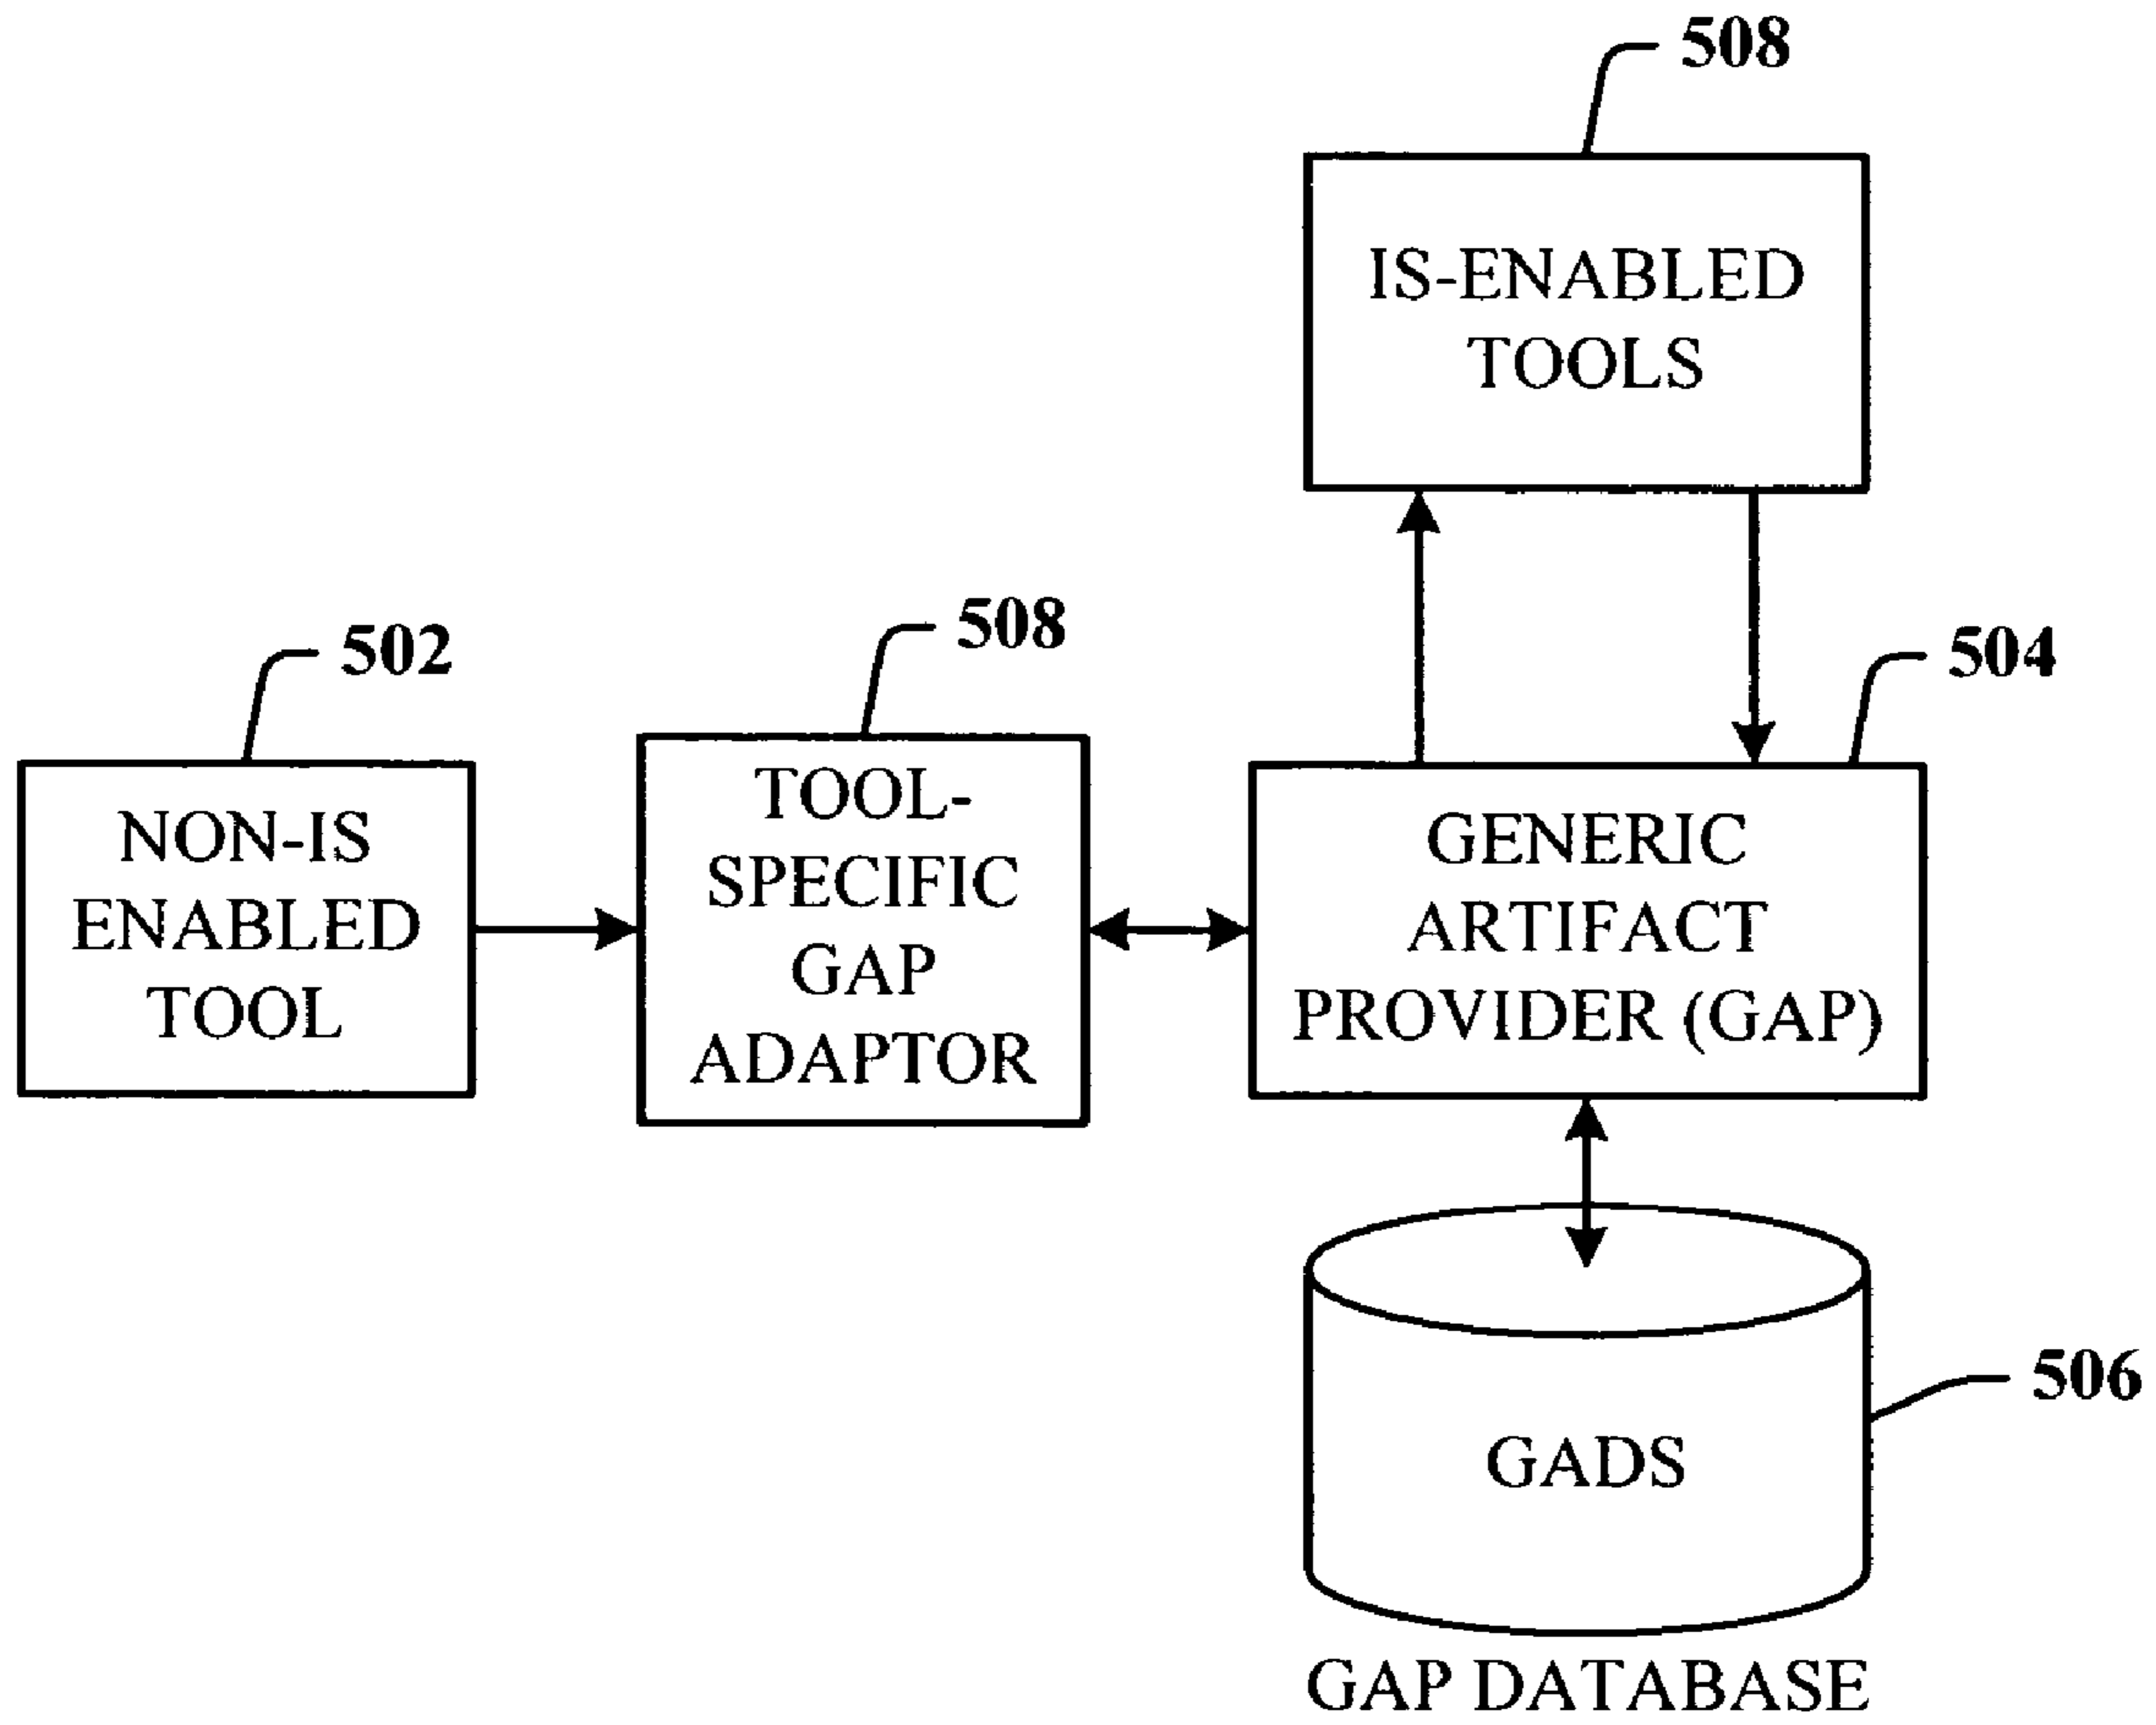 508
IS-ENABLED
TOOLS
502
508
504
NON-IS
ENABLED
TOOL
TOOL-
SPECIFIC
GAP
ADAPTOR
GENERIC
ARTIFACT
PROVIDER (GAP)
506
GADS
GAP DATABASE